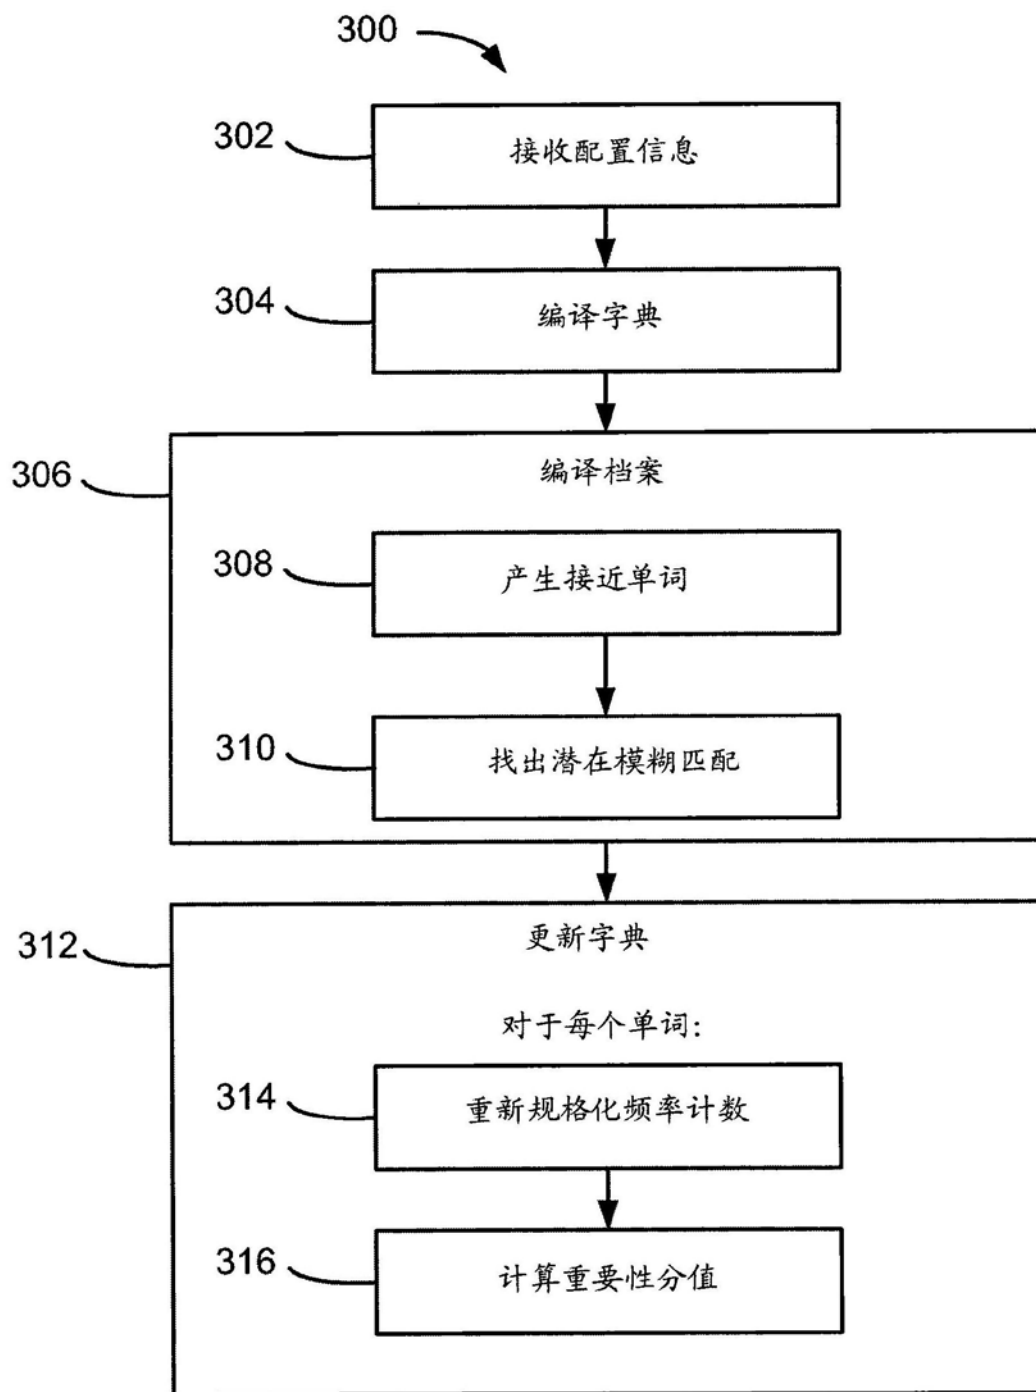 300
302
接收配置信息
304
编译字典
306
编译档案
308
产生接近单词
310
找出潜在模糊匹配
312
更新字典
对于每个单词:
314
重新规格化频率计数
316
计算重要性分值